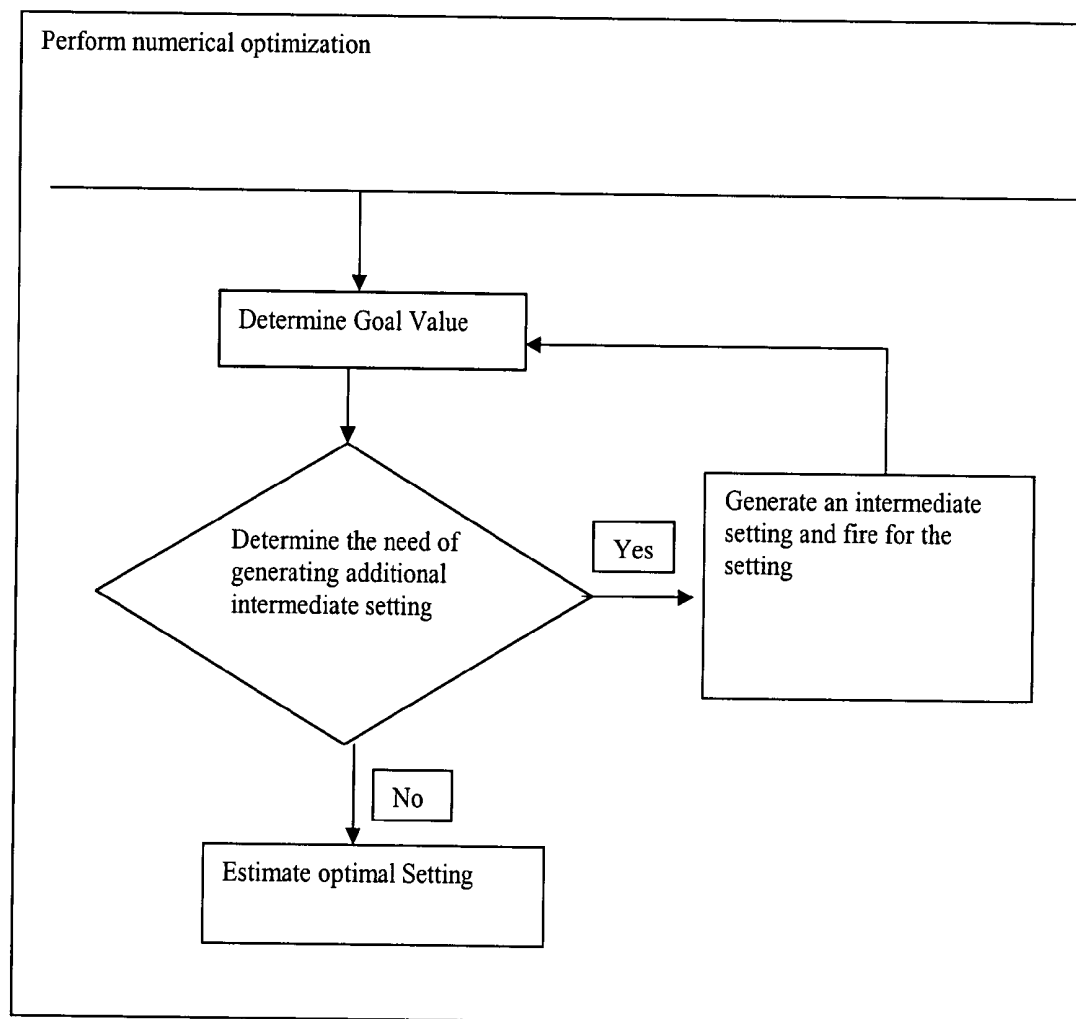 Perform numerical optimization
Determine Goal Value
Determine the need of
generating additional
intermediate setting
Yes
Generate an intermediate
setting and fire for the
setting
No
Estimate optimal Setting